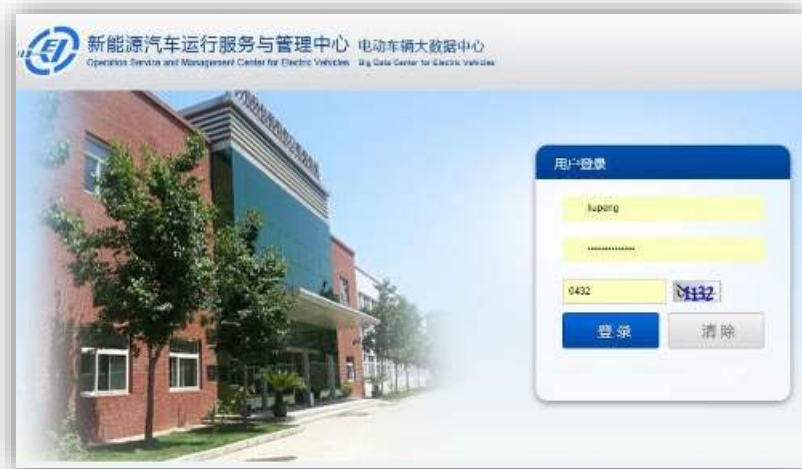 新能源汽车运行服务与管理中心 电动车辆大数据中心
Operation Service and Management Center for Electric Vehicles Big Data Center for Electric Vehicles
用户登录
liupeng
••••••••••••••
0432
登录 清除